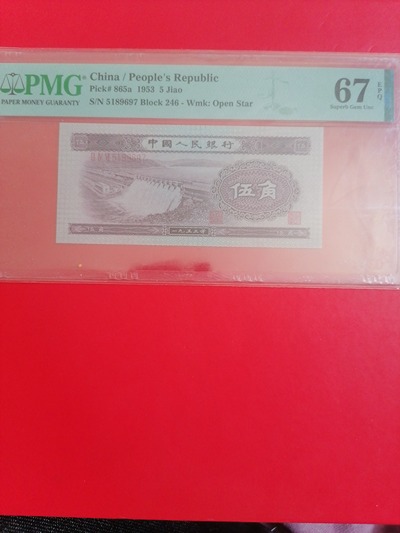 PMG
PAPER MONEY GUARANTY
China / People's Republic
Pick# 865a 1953 5 Jiao
S/N 5189697 Block 246 - Wmk: Open Star
67 EPQ
Superb Gem Unc
中國人民銀行
伍角